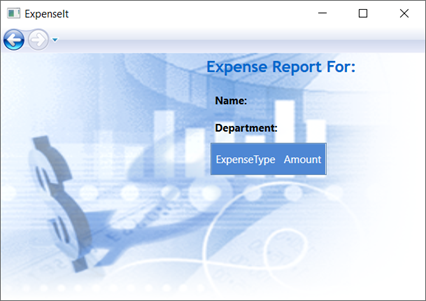 ExpenseIt
Expense Report For:
Name:
Department:
ExpenseType Amount